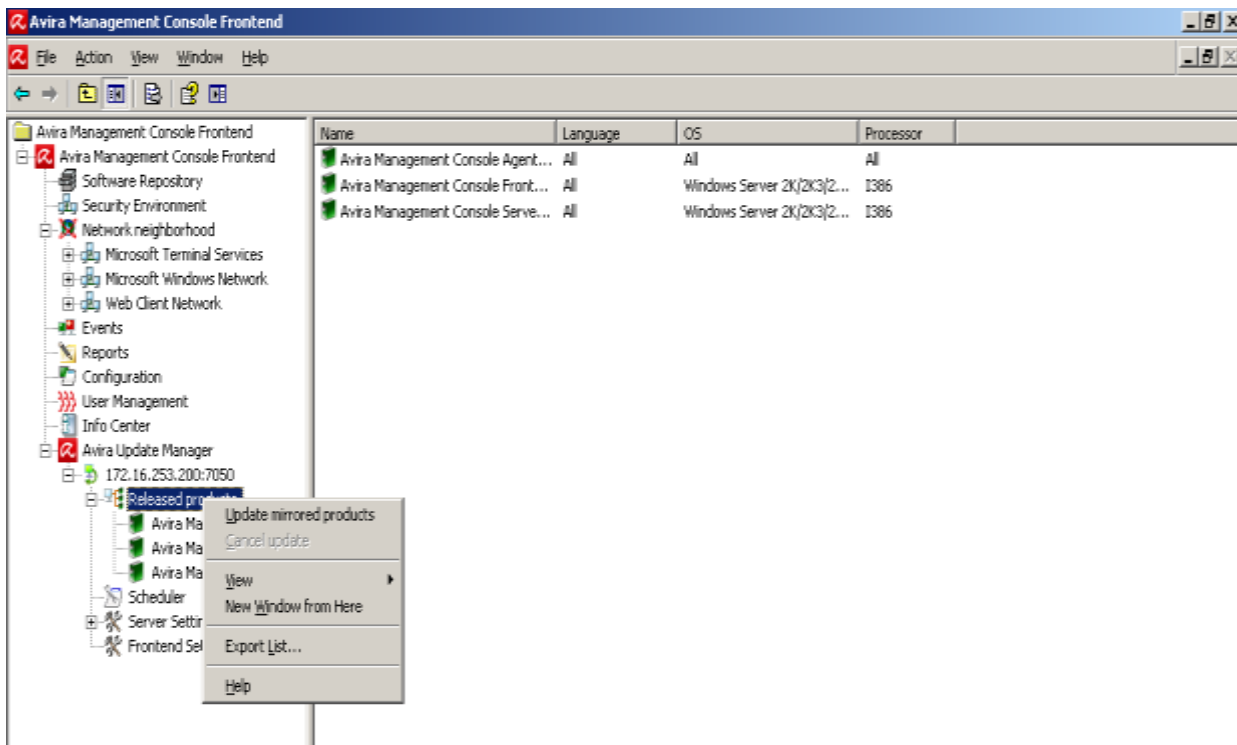 Avira Management Console Frontend
File Action View Window Help
Avira Management Console Frontend
Avira Management Console Frontend
Software Repository
Security Environment
Network neighborhood
Microsoft Terminal Services
Microsoft Windows Network
Web Client Network
Events
Reports
Configuration
User Management
Info Center
Avira Update Manager
172.16.253.200:7050
Released products
Avira Ma
Avira Ma
Avira Ma
Scheduler
Server Settin
Frontend Set
Update mirrored products
Cancel update
View
New Window from Here
Export List...
Help
Name Language OS Processor
Avira Management Console Agent... All All All
Avira Management Console Front... All Windows Server 2K/2K3/2... I386
Avira Management Console Serve... All Windows Server 2K/2K3/2... I386